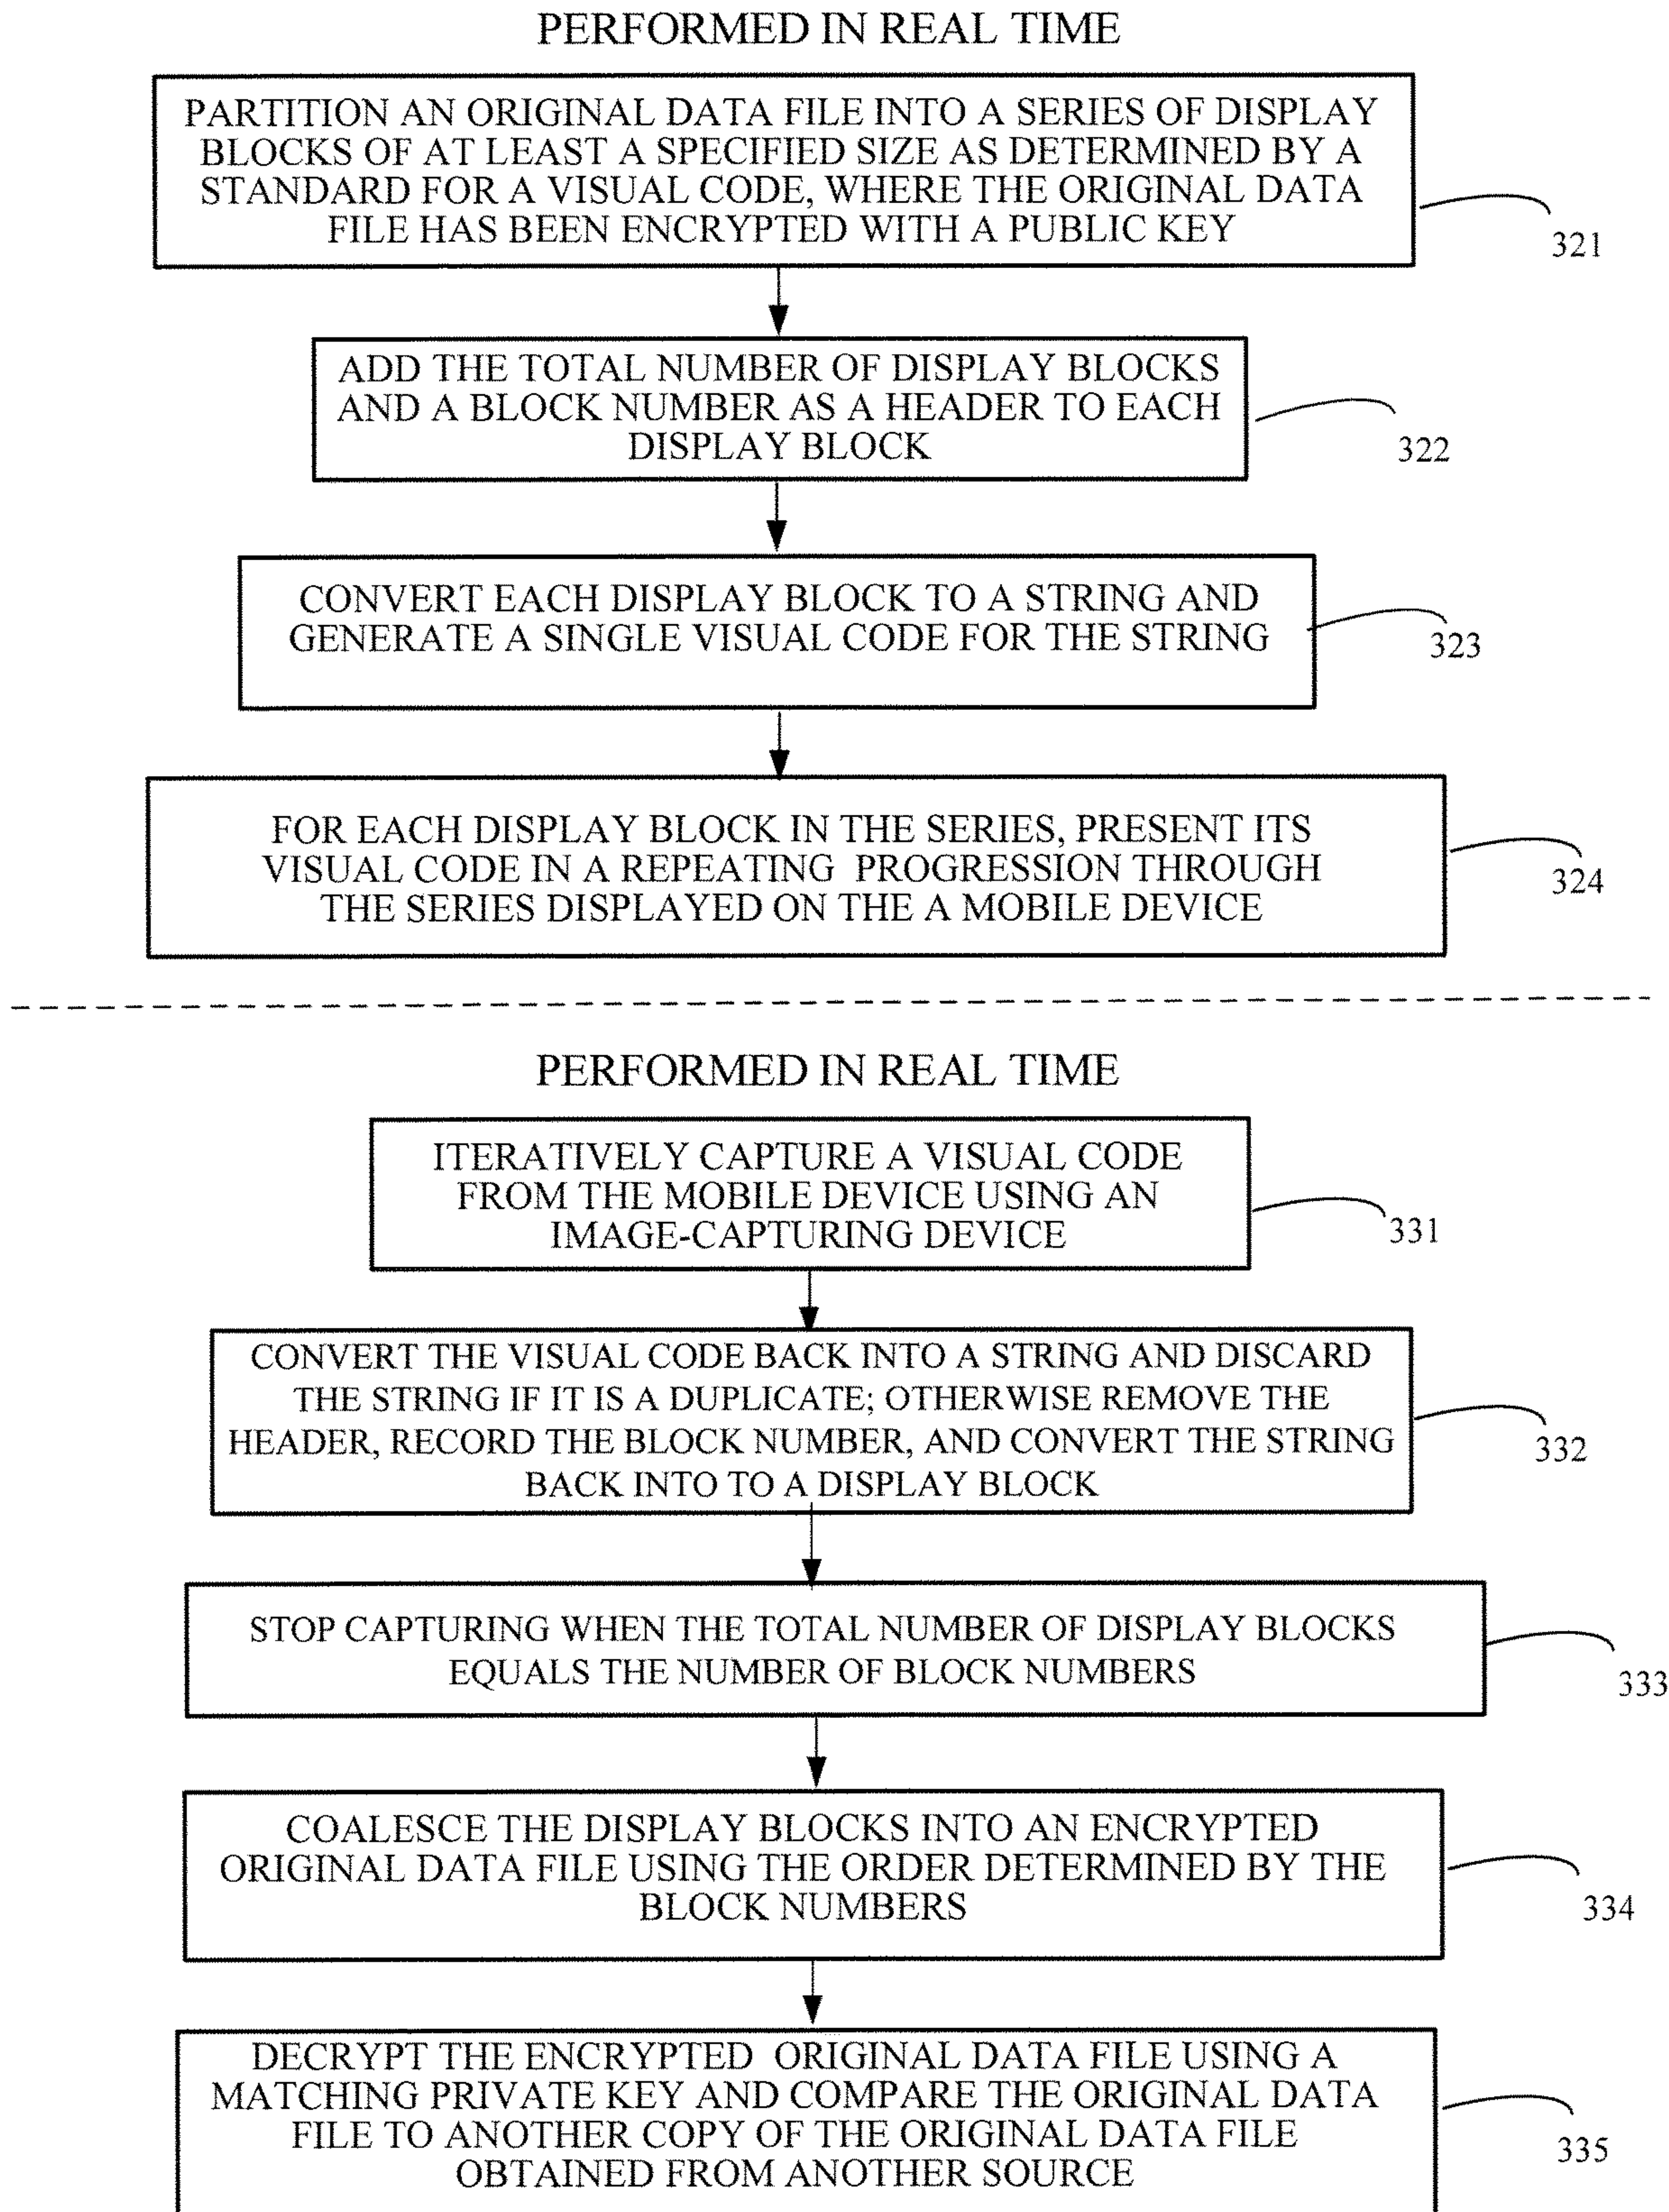 PERFORMED IN REAL TIME
PARTITION AN ORIGINAL DATA FILE INTO A SERIES OF DISPLAY
BLOCKS OF AT LEAST A SPECIFIED SIZE AS DETERMINED BY A
STANDARD FOR A VISUAL CODE, WHERE THE ORIGINAL DATA
FILE HAS BEEN ENCRYPTED WITH A PUBLIC KEY
321
ADD THE TOTAL NUMBER OF DISPLAY BLOCKS
AND A BLOCK NUMBER AS A HEADER TO EACH
DISPLAY BLOCK
322
CONVERT EACH DISPLAY BLOCK TO A STRING AND
GENERATE A SINGLE VISUAL CODE FOR THE STRING
323
FOR EACH DISPLAY BLOCK IN THE SERIES, PRESENT ITS
VISUAL CODE IN A REPEATING PROGRESSION THROUGH
THE SERIES DISPLAYED ON THE A MOBILE DEVICE
324
PERFORMED IN REAL TIME
ITERATIVELY CAPTURE A VISUAL CODE
FROM THE MOBILE DEVICE USING AN
IMAGE-CAPTURING DEVICE
331
CONVERT THE VISUAL CODE BACK INTO A STRING AND DISCARD
THE STRING IF IT IS A DUPLICATE; OTHERWISE REMOVE THE
HEADER, RECORD THE BLOCK NUMBER, AND CONVERT THE STRING
BACK INTO TO A DISPLAY BLOCK
332
STOP CAPTURING WHEN THE TOTAL NUMBER OF DISPLAY BLOCKS
EQUALS THE NUMBER OF BLOCK NUMBERS
333
COALESCE THE DISPLAY BLOCKS INTO AN ENCRYPTED
ORIGINAL DATA FILE USING THE ORDER DETERMINED BY THE
BLOCK NUMBERS
334
DECRYPT THE ENCRYPTED ORIGINAL DATA FILE USING A
MATCHING PRIVATE KEY AND COMPARE THE ORIGINAL DATA
FILE TO ANOTHER COPY OF THE ORIGINAL DATA FILE
OBTAINED FROM ANOTHER SOURCE
335